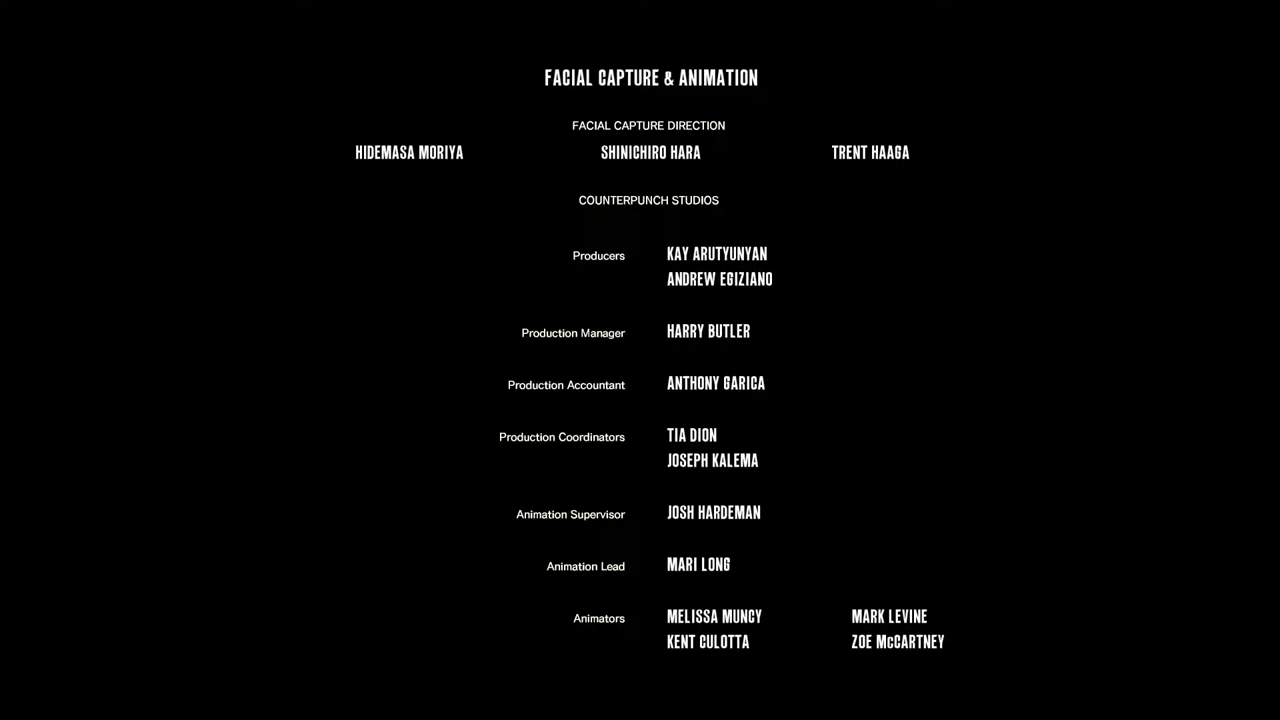 FACIAL CAPTURE & ANIMATION
FACIAL CAPTURE DIRECTION
HIDEMASA MORIYA SHINICHIRO HARA TRENT HAAGA
COUNTERPUNCH STUDIOS
Producers KAY ARUTYUNYAN
ANDREW EGIZIANO
Production Manager HARRY BUTLER
Production Accountant ANTHONY GARICA
Production Coordinators TIA DION
JOSEPH KALEMA
Animation Supervisor JOSH HARDEMAN
Animation Lead MARI LONG
Animators MELISSA MUNCY MARK LEVINE
KENT CULOTTA ZOE McCARTNEY